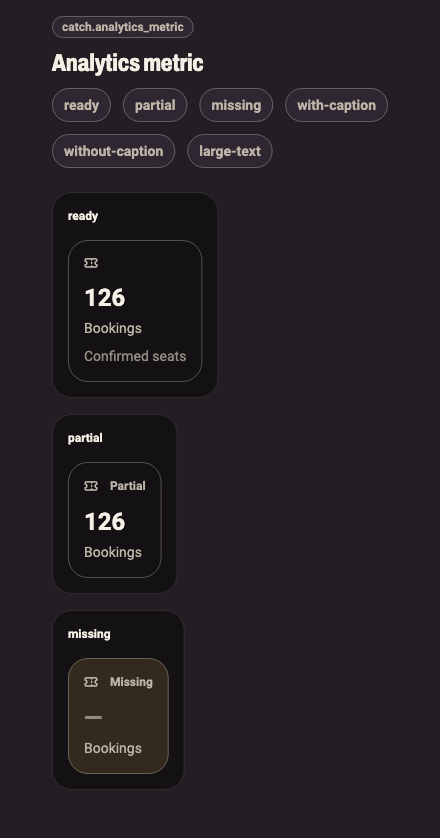 catch.analytics_metric
Analytics metric
ready partial missing with-caption
without-caption large-text
ready
126
Bookings
Confirmed seats
partial
Partial
126
Bookings
missing
Missing
—
Bookings